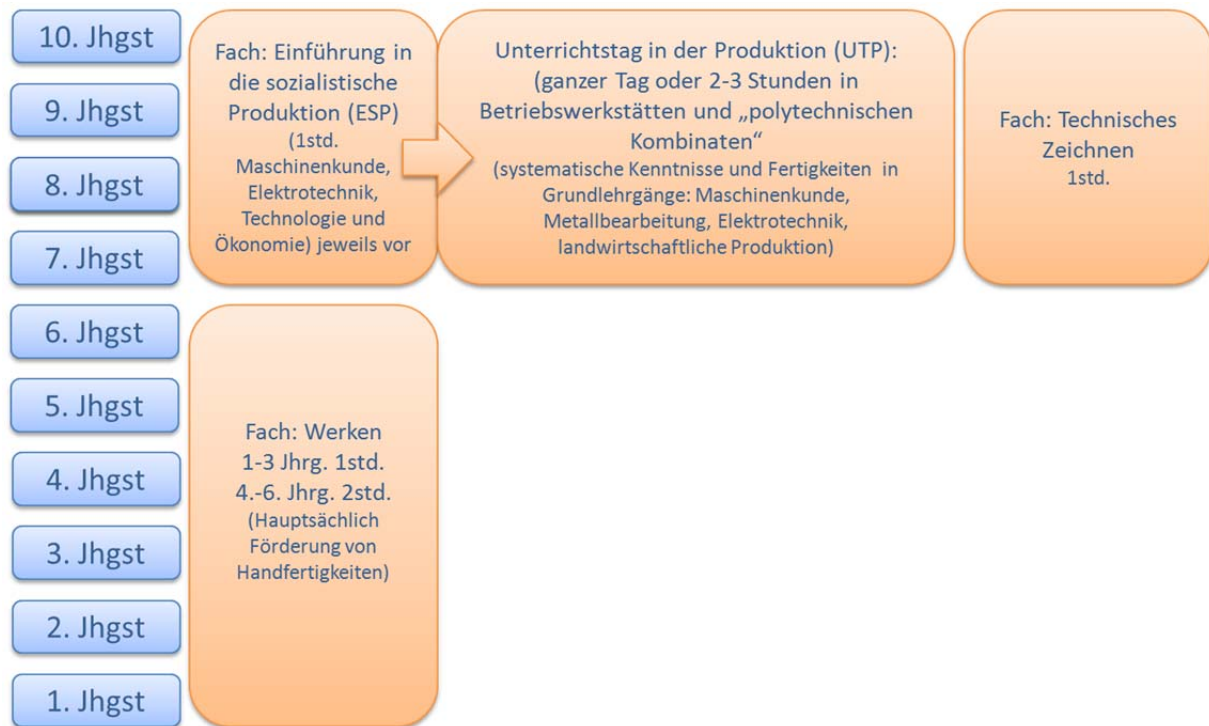 10. Jhgst
9. Jhgst
8. Jhgst
7. Jhgst
6. Jhgst
5. Jhgst
4. Jhgst
3. Jhgst
2. Jhgst
1. Jhgst
Fach: Einführung in
die sozialistische
Produktion (ESP)
(1std.
Maschinenkunde,
Elektrotechnik,
Technologie und
Ökonomie) jeweils vor
Unterrichtstag in der Produktion (UTP):
(ganzer Tag oder 2-3 Stunden in
Betriebswerkstätten und „polytechnischen
Kombinaten“
(systematische Kenntnisse und Fertigkeiten in
Grundlehrgänge: Maschinenkunde,
Metallbearbeitung, Elektrotechnik,
landwirtschaftliche Produktion)
Fach: Technisches
Zeichnen
1std.
Fach: Werken
1-3 Jhrg. 1std.
4.-6. Jhrg. 2std.
(Hauptsächlich
Förderung von
Handfertigkeiten)